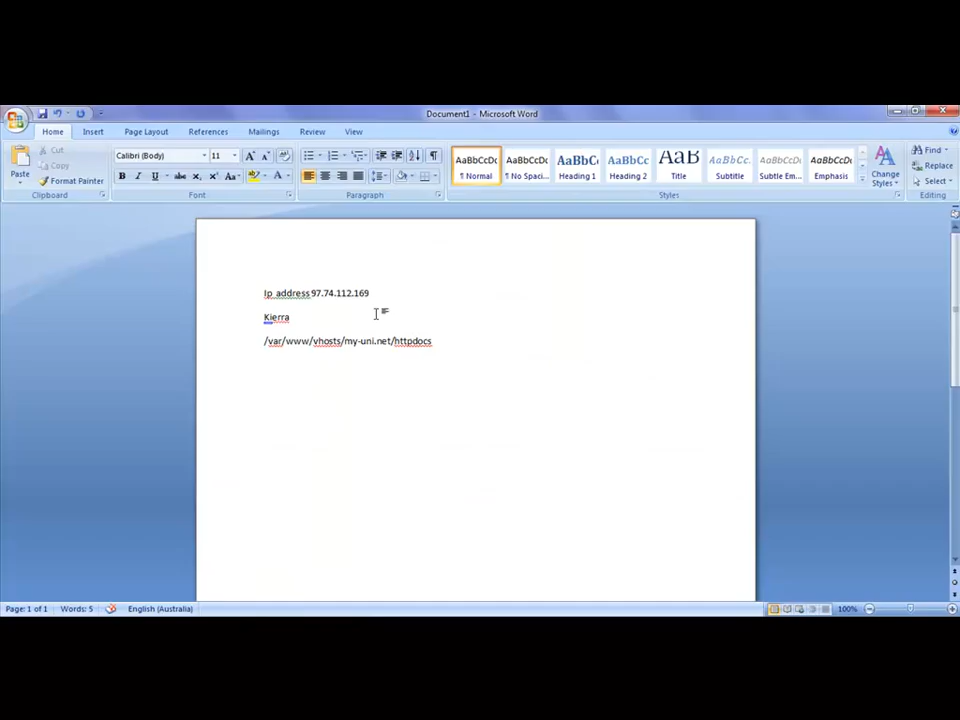 Document1 - Microsoft Word
Home Insert Page Layout References Mailings Review View
Paste
Cut
Copy
Format Painter
Clipboard
Calibri (Body) 11
B I U abc
Font
Paragraph
AaBbCcDc AaBbCcDc AaBbCc AaBbCc AaBb AaBbCc. AaBbCcDc AaBbCcDc
¶ Normal ¶ No Spaci... Heading 1 Heading 2 Title Subtitle Subtle Em... Emphasis
Change Styles
Styles
Find
Replace
Select
Editing
Ip address 97.74.112.169
Kierra
/var/www/vhosts/my-uni.net/httpdocs
Page: 1 of 1 Words: 5 English (Australia) 100%